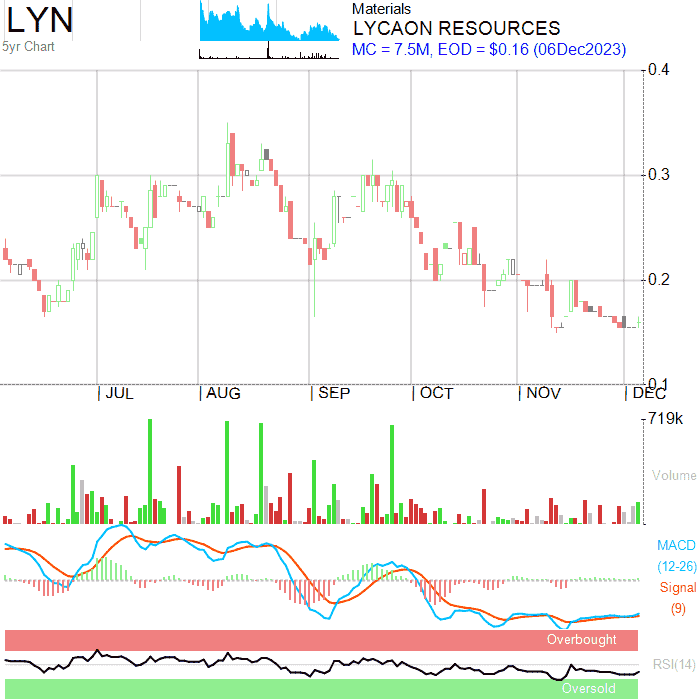 LYN
5yr Chart
Materials
LYCAON RESOURCES
MC = 7.5M, EOD = $0.16 (06Dec2023)
0.4
0.3
0.2
0.1
JUL AUG SEP OCT NOV DEC
719k
Volume
MACD
(12-26)
Signal
(9)
Overbought
RSI(14)
Oversold